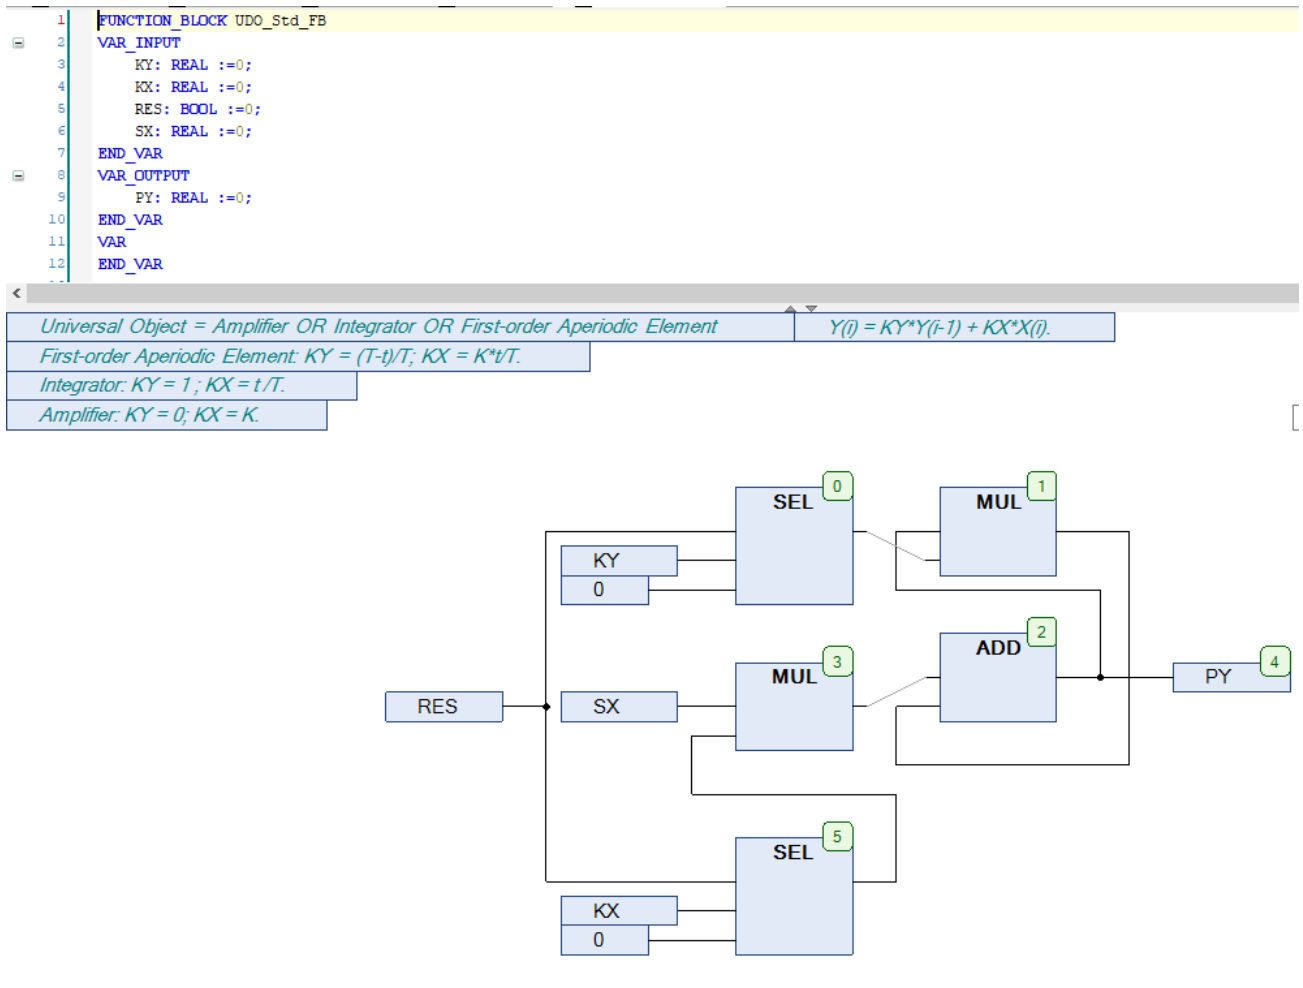 1 FUNCTION_BLOCK UDO_Std_FB
2 VAR_INPUT
3 KY: REAL :=0;
4 KX: REAL :=0;
5 RES: BOOL :=0;
6 SX: REAL :=0;
7 END_VAR
8 VAR_OUTPUT
9 PY: REAL :=0;
10 END_VAR
11 VAR
12 END_VAR
Universal Object = Amplifier OR Integrator OR First-order Aperiodic Element
Y(i) = KY*Y(i-1) + KX*X(i).
First-order Aperiodic Element: KY = (T-t)/T; KX = K*t/T.
Integrator: KY = 1 ; KX = t /T.
Amplifier: KY = 0; KX = K.
0
SEL
1
MUL
KY
0
2
ADD
3
MUL
4
PY
RES
SX
5
SEL
KX
0